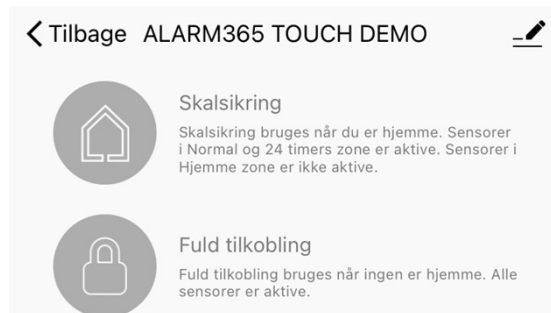 Tilbage ALARM365 TOUCH DEMO
Skalsikring
Skalsikring bruges når du er hjemme. Sensorer
i Normal og 24 timers zone er aktive. Sensorer i
Hjemme zone er ikke aktive.
Fuld tilkobling
Fuld tilkobling bruges når ingen er hjemme. Alle
sensorer er aktive.